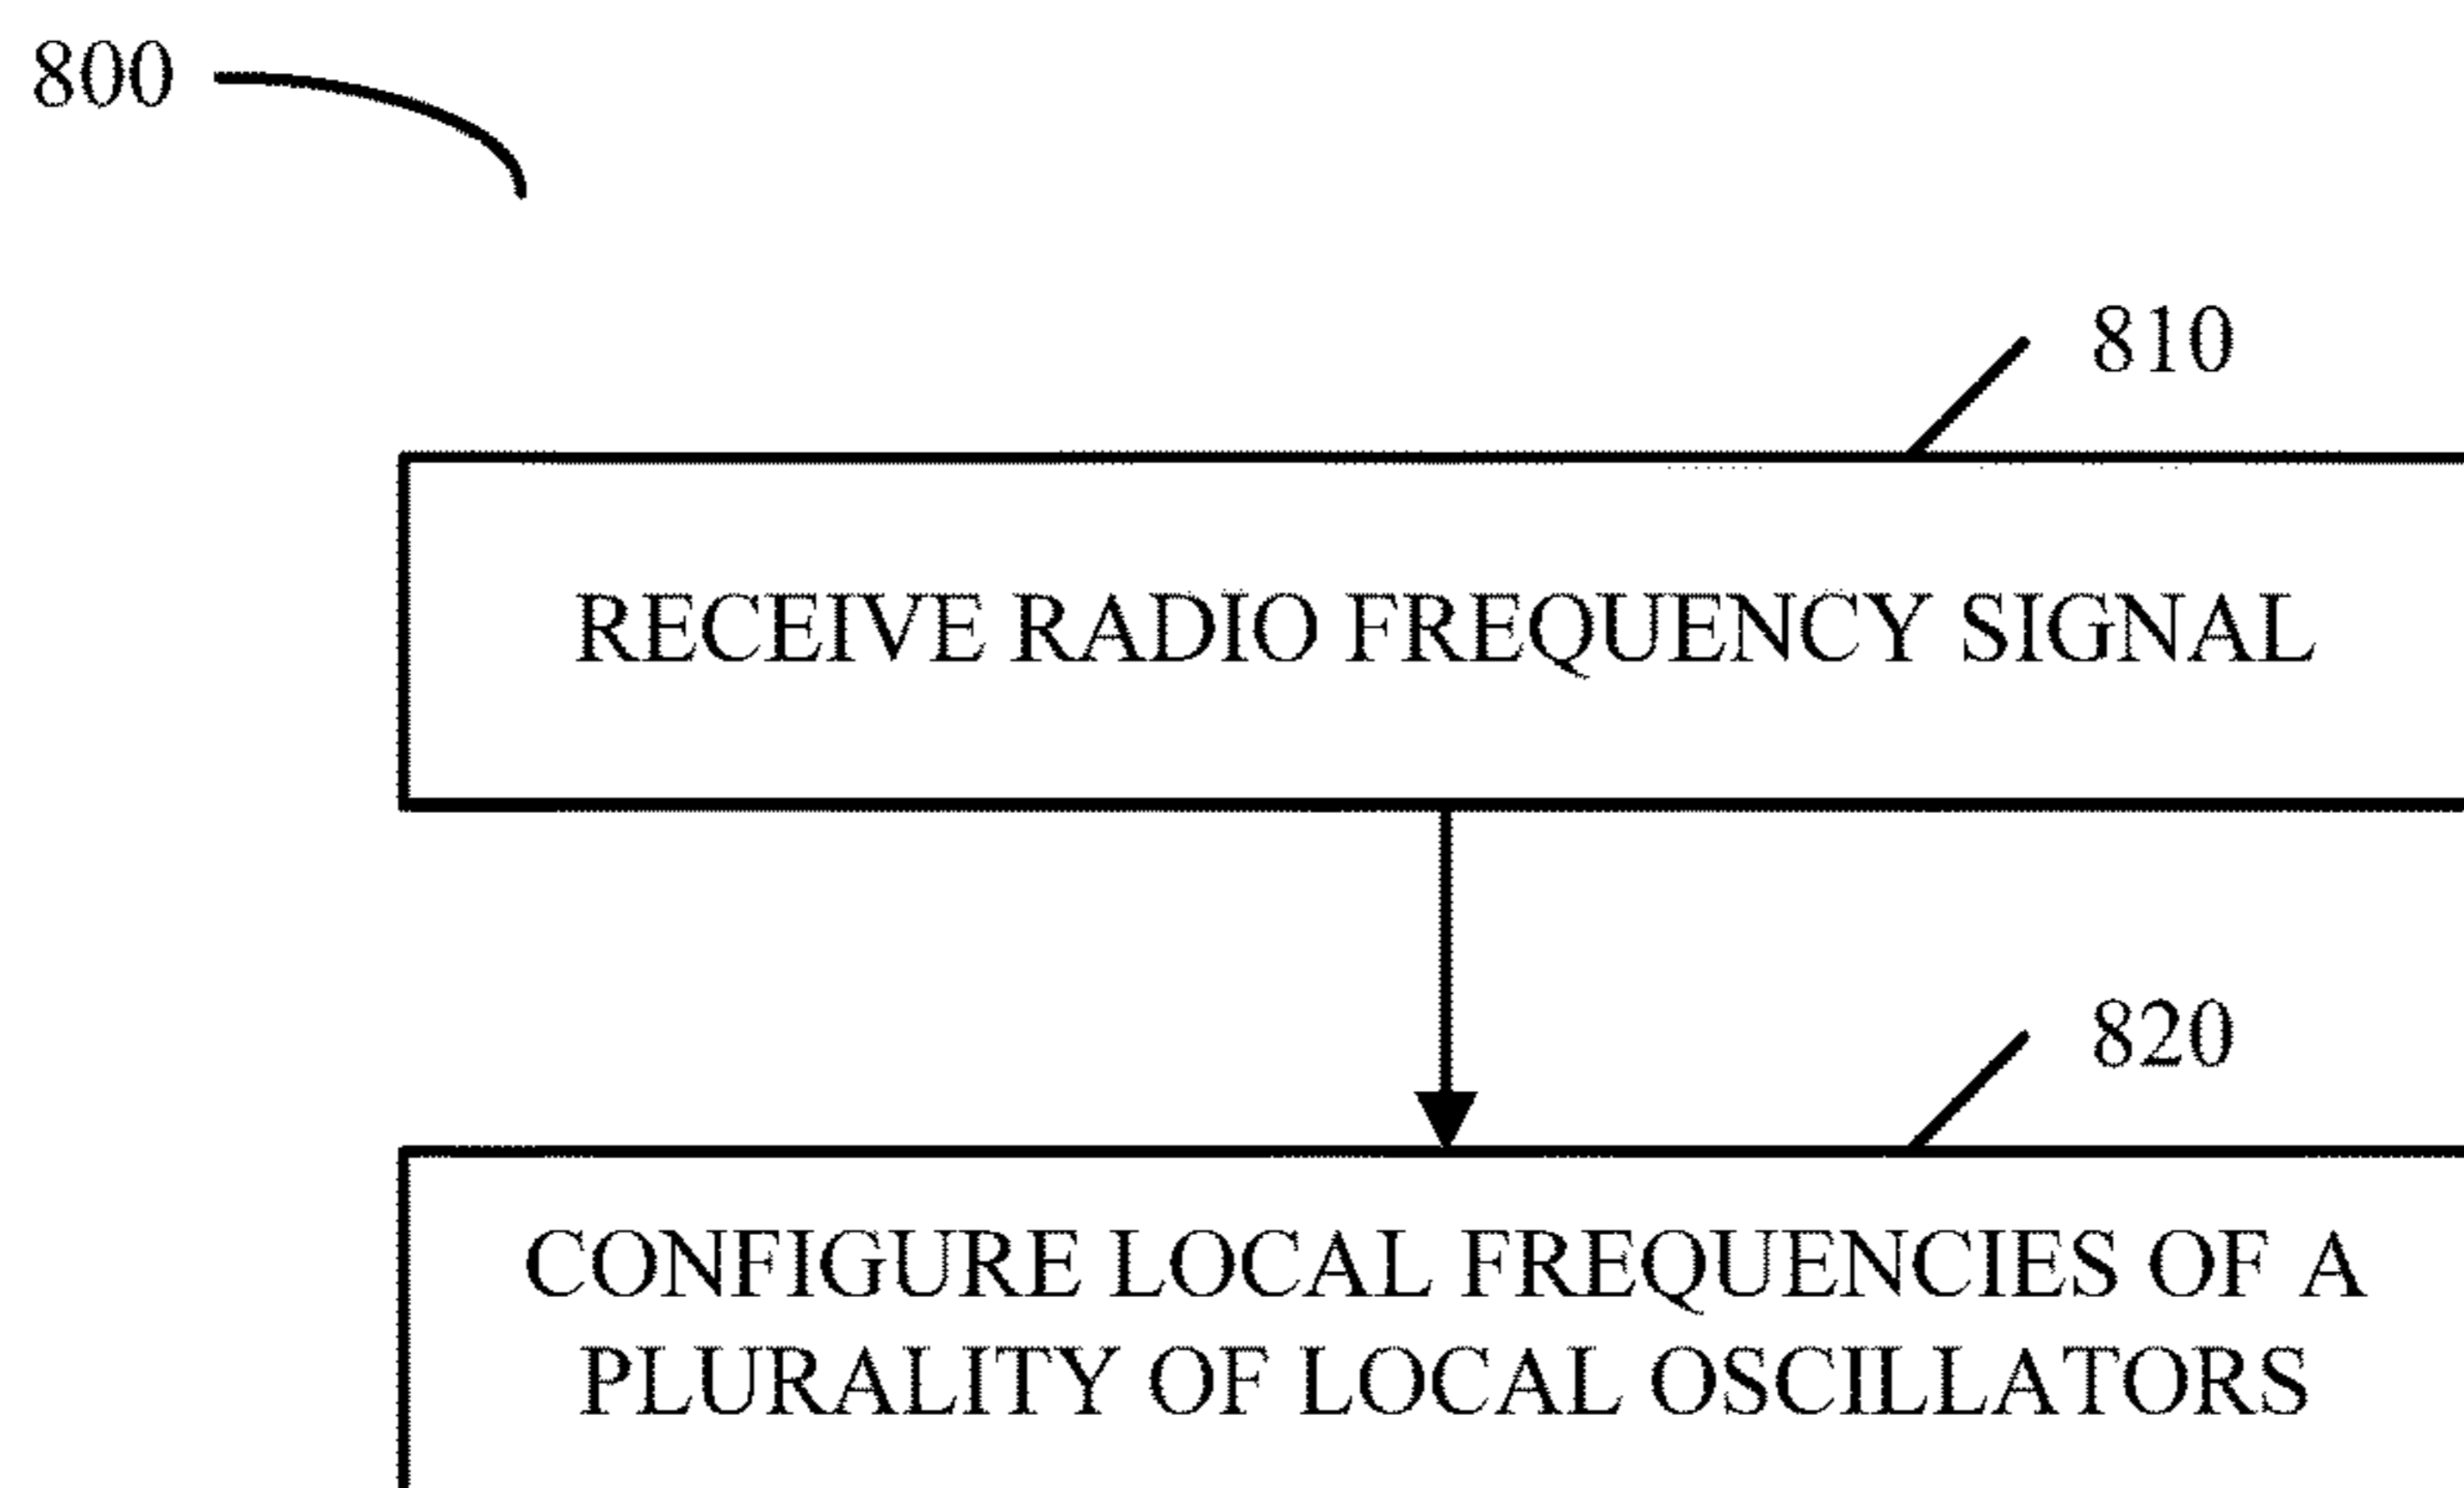 800
810
RECEIVE RADIO FREQUENCY SIGNAL
820
CONFIGURE LOCAL FREQUENCIES OF A
PLURALITY OF LOCAL OSCILLATORS